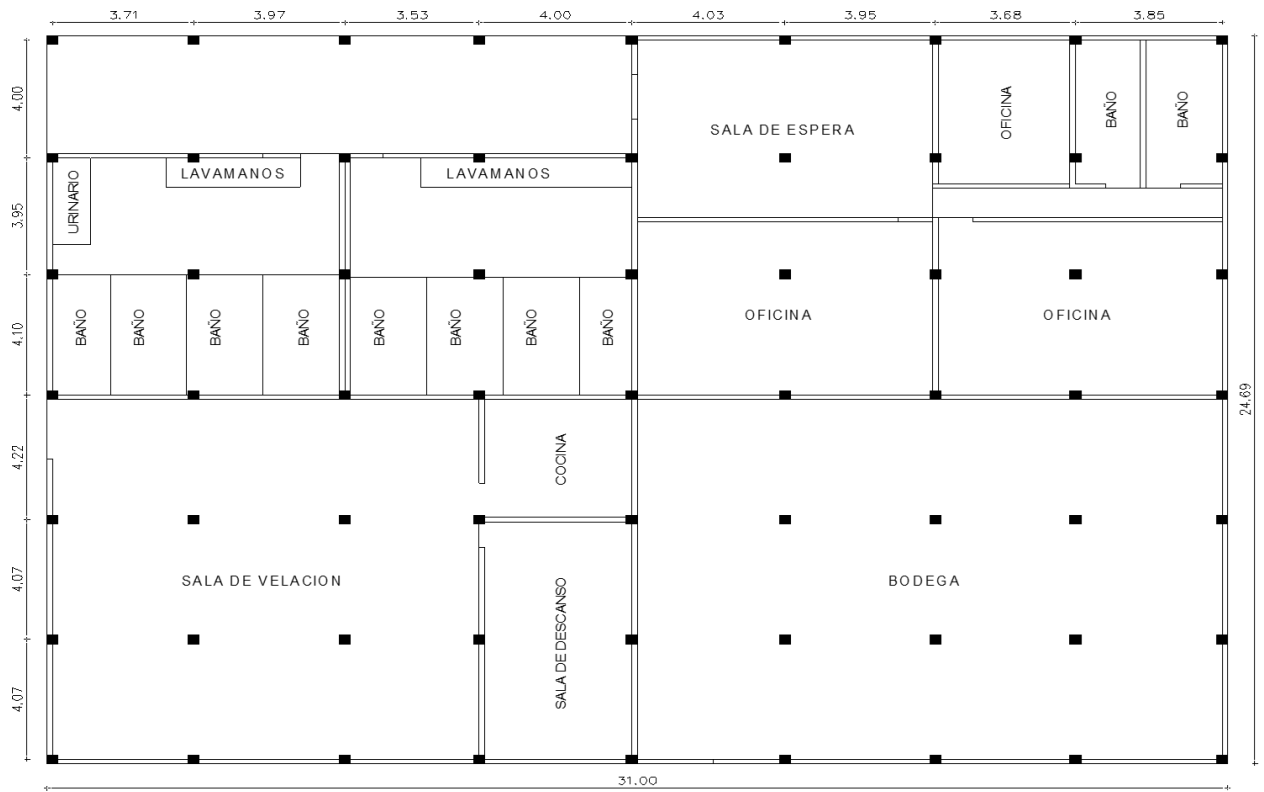 3.71 3.97 3.53 4.00 4.03 3.95 3.68 3.85
4.00
SALA DE ESPERA
OFICINA
BAÑO
BAÑO
LAVAMANOS
LAVAMANOS
URINARIO
3.95
4.10
BAÑO
BAÑO
BAÑO
BAÑO
BAÑO
BAÑO
BAÑO
BAÑO
OFICINA
OFICINA
24.69
4.22
COCINA
4.07
SALA DE VELACION
SALA DE DESCANSO
BODEGA
4.07
31.00